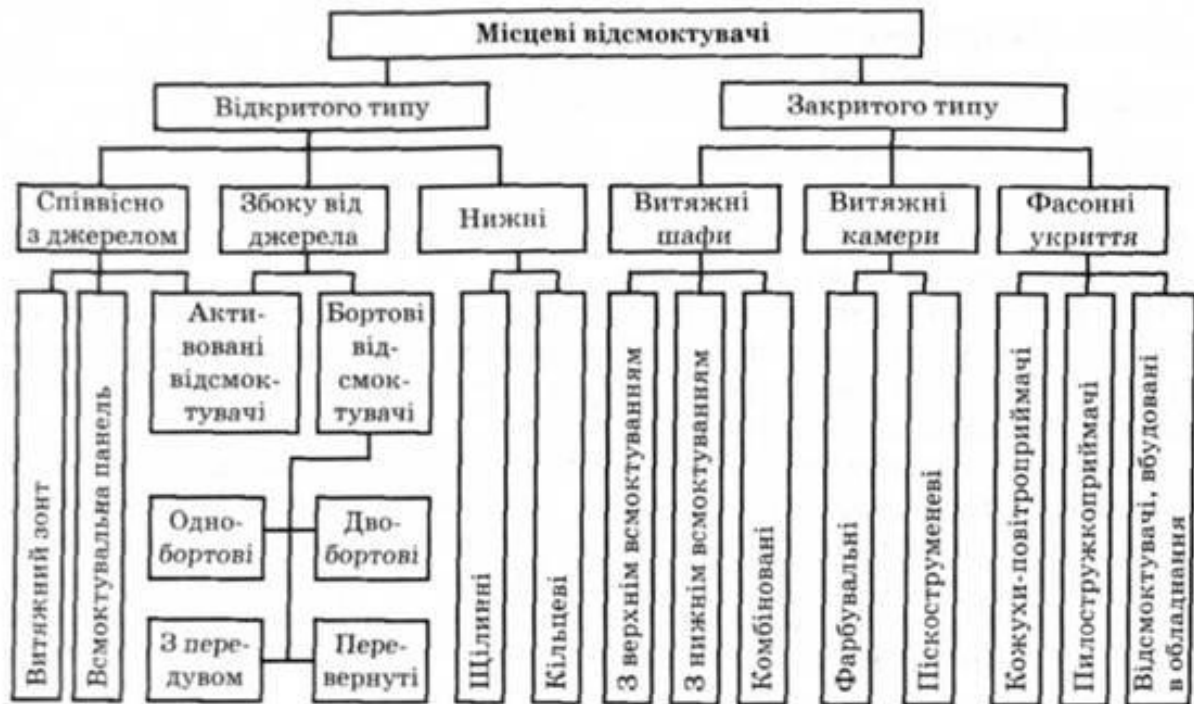 Місцеві відсмоктувачі
Відкритого типу
Закритого типу
Співвісно
з джерелом
Збоку від
джерела
Нижні
Витяжні
шафи
Витяжні
камери
Фасонні
укриття
Витяжний зонт
Всмоктувальна панель
Акти-
вовані
відсмок-
тувачі
Бортові
від-
смок-
тувачі
Одно-
бортові
Дво-
бортові
З пере-
дувом
Пере-
вернуті
Щілинні
Кільцеві
З верхнім всмоктуванням
З нижнім всмоктуванням
Комбіновані
Фарбувальні
Піскоструменеві
Кожухи-повітроприймачі
Пилостружкоприймачі
Відсмоктувачі, вбудовані
в обладнання